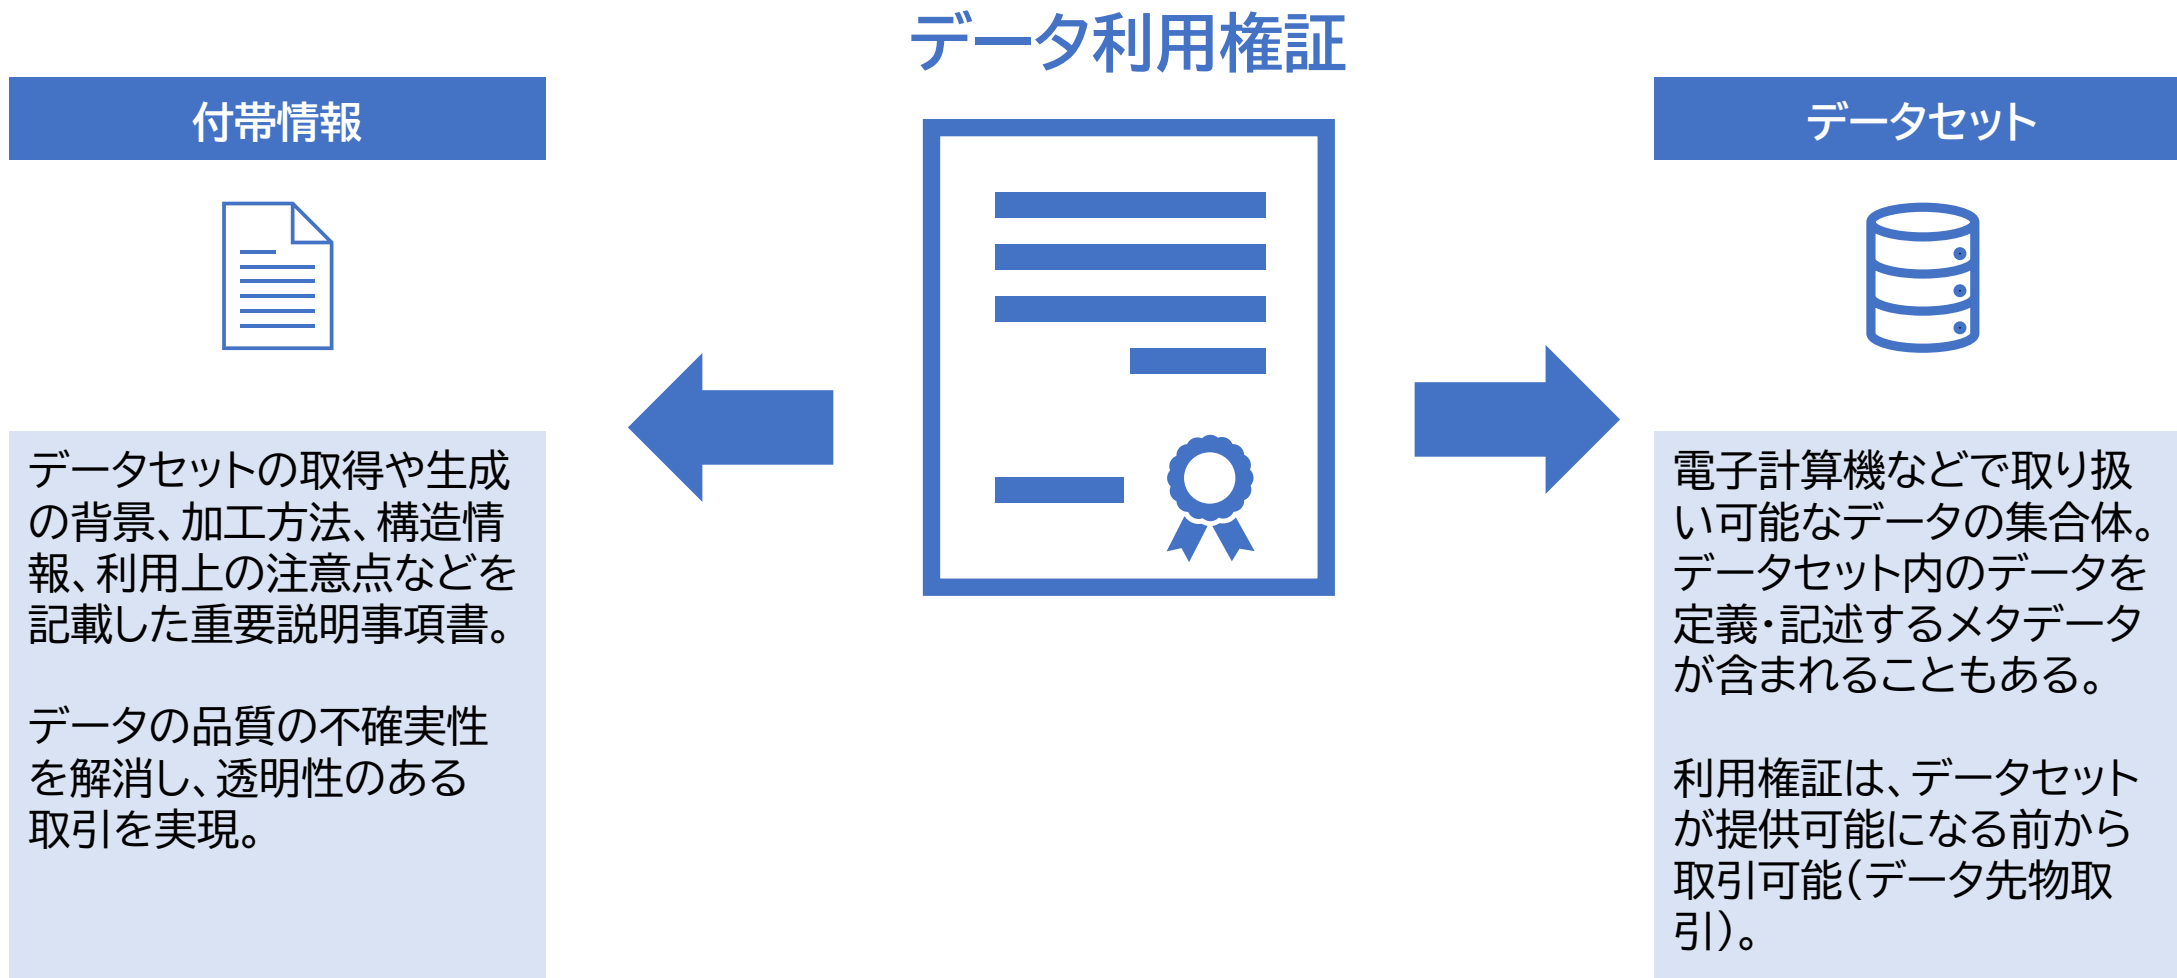 データ利用権証
付帯情報
データセットの取得や生成
の背景、加工方法、構造情
報、利用上の注意点などを
記載した重要説明事項書。
データの品質の不確実性
を解消し、透明性のある
取引を実現。
データセット
電子計算機などで取り扱
い可能なデータの集合体。
データセット内のデータを
定義・記述するメタデータ
が含まれることもある。
利用権証は、データセット
が提供可能になる前から
取引可能(データ先物取
引)。